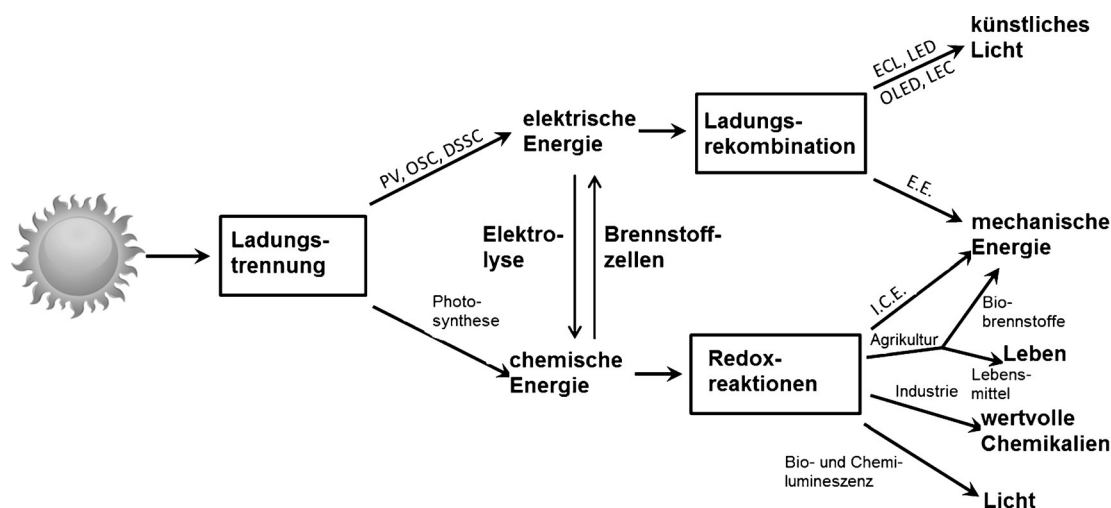 künstliches
Licht
ECL, LED
OLED, LEC
elektrische
Energie
Ladungs-
rekombination
PV, OSC, DSSC
E.E.
mechanische
Energie
Ladungs-
trennung
Elektro-
lyse
Brennstoff-
zellen
Photo-
synthese
I.C.E.
Bio-
brennstoffe
Agrikultur
chemische
Energie
Redox-
reaktionen
Leben
Lebens-
mittel
Industrie
wertvolle
Chemikalien
Bio- und Chemi-
lumineszenz
Licht